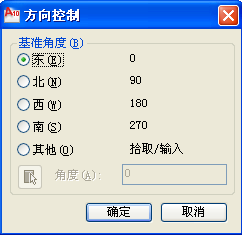 方向控制
基准角度(B)
东(E) 0
北(N) 90
西(W) 180
南(S) 270
其他(O) 拾取/输入
角度(A): 0
确定 取消